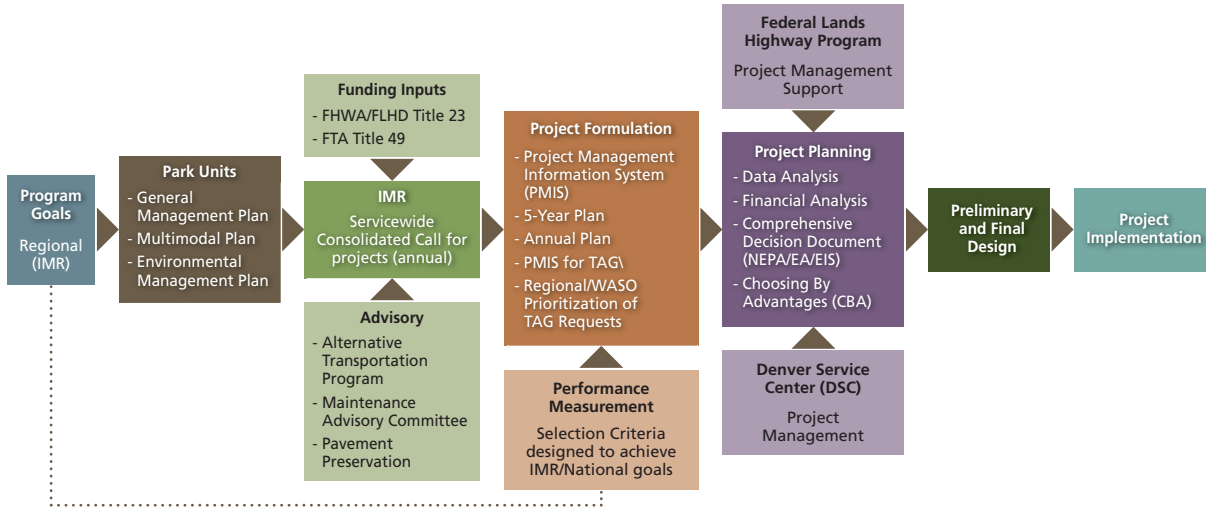 Program
Goals
Regional
(IMR)
Park Units
- General
Management Plan
- Multimodal Plan
- Environmental
Management Plan
Funding Inputs
- FHWA/FLHD Title 23
- FTA Title 49
IMR
Servicewide
Consolidated Call for
projects (annual)
Advisory
- Alternative
Transportation
Program
- Maintenance
Advisory Committee
- Pavement
Preservation
Project Formulation
- Project Management
Information System
(PMIS)
- 5-Year Plan
- Annual Plan
- PMIS for TAG\
- Regional/WASO
Prioritization of
TAG Requests
Performance
Measurement
Selection Criteria
designed to achieve
IMR/National goals
Federal Lands
Highway Program
Project Management
Support
Project Planning
- Data Analysis
- Financial Analysis
- Comprehensive
Decision Document
(NEPA/EA/EIS)
- Choosing By
Advantages (CBA)
Denver Service
Center (DSC)
Project
Management
Preliminary
and Final
Design
Project
Implementation